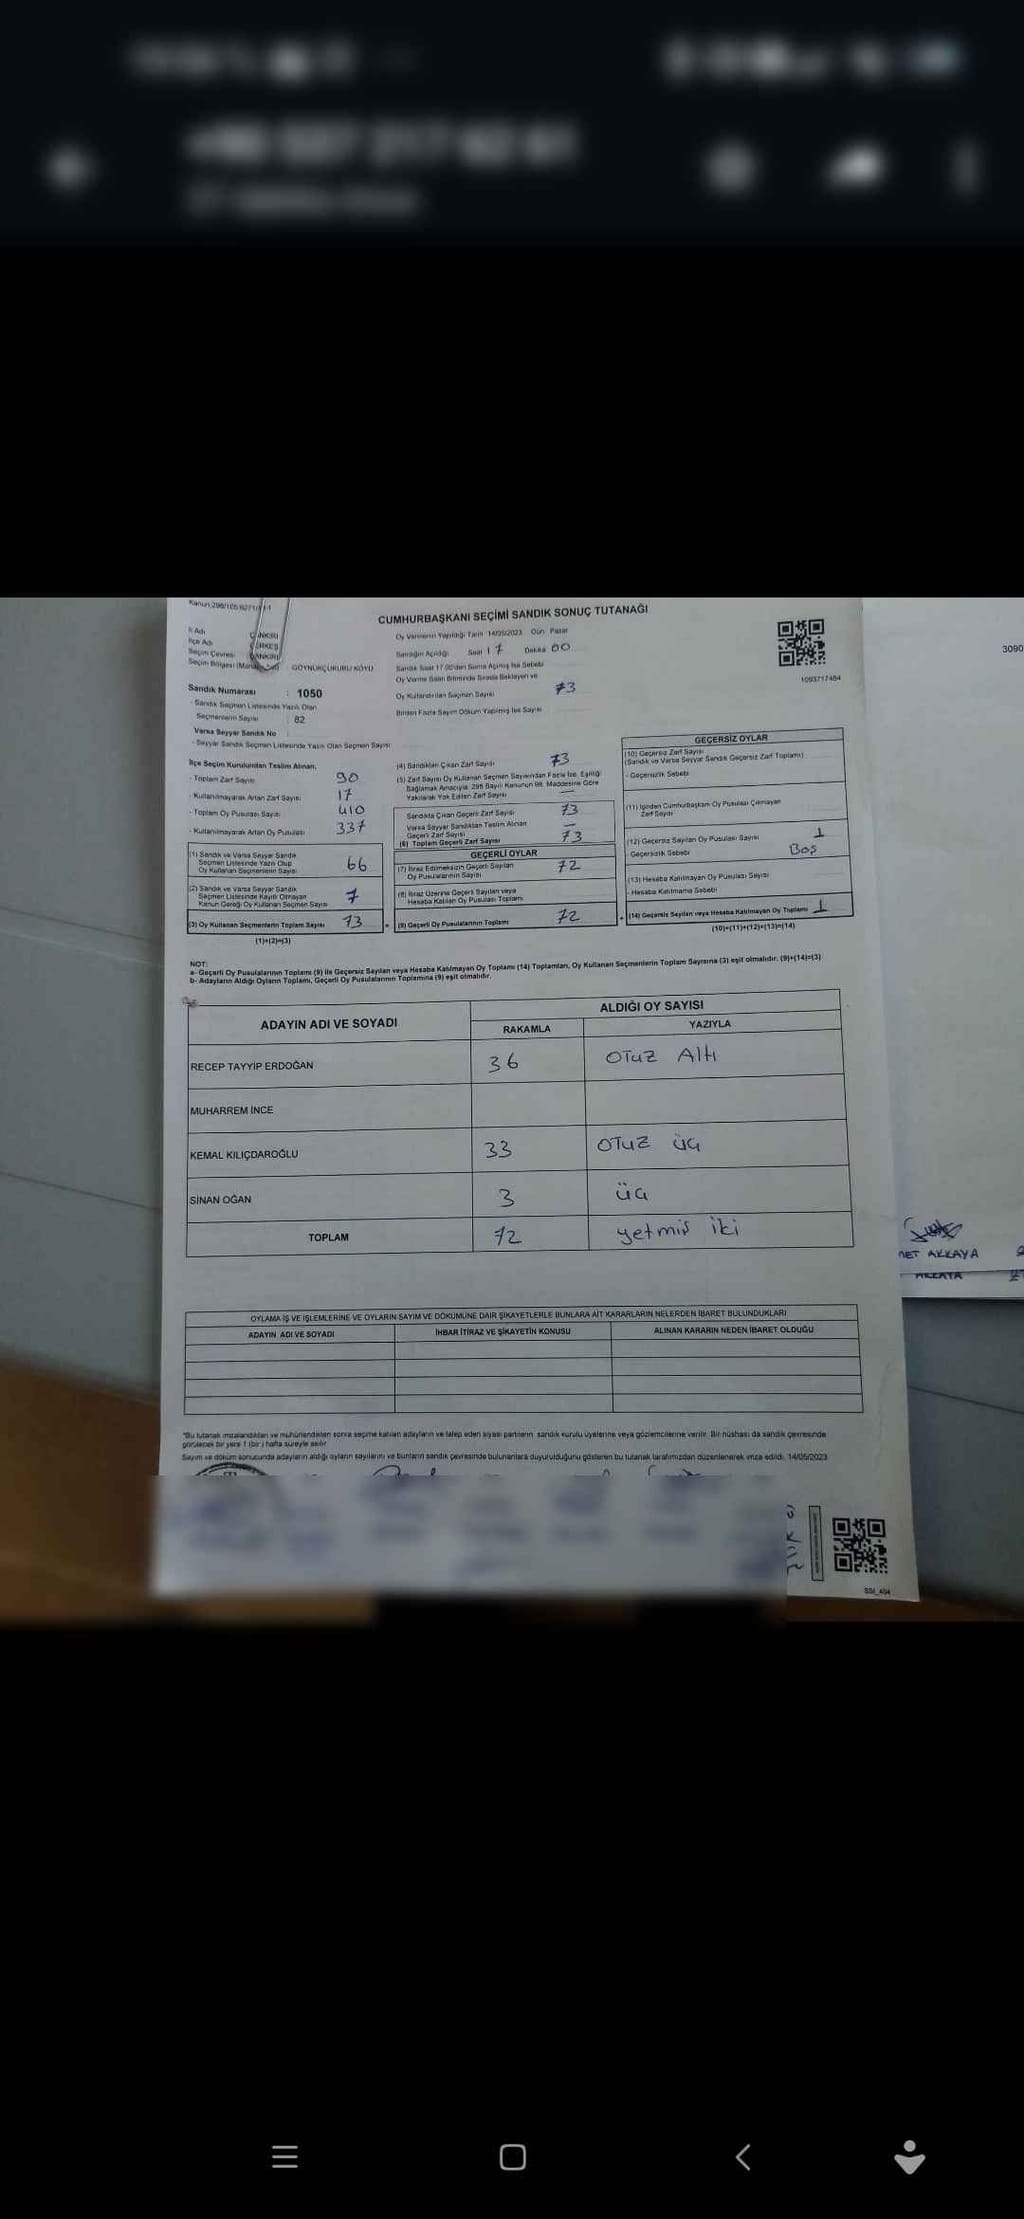 Kanun:298/105
CUMHURBAŞKANI SEÇİMİ SANDIK SONUÇ TUTANAĞI
İl Adı ÇANKIRI
İlçe Adı ÇERKEŞ
Seçim Çevresi ÇANKIRI
Seçim Bölgesi GÖYNÜKÇUKURU KÖYÜ
Oy Vermenin Yapıldığı Tarih 14/05/2023 Gün Pazar
Sandığın Açıldığı Saat 17 Dakika 00
Sandık Saat 17.00'den Sonra Açılmış İse Sebebi
Oy Verme Saati Bitiminde Sırada Bekleyen ve
Oy Kullandırılan Seçmen Sayısı 73
Birden Fazla Sayım Döküm Yapılmış İse Sayısı
1093717484
Sandık Numarası : 1050
- Sandık Seçmen Listesinde Yazılı Olan
Seçmenlerin Sayısı : 82
Varsa Seyyar Sandık No
- Seyyar Sandık Seçmen Listesinde Yazılı Olan Seçmen Sayısı
İlçe Seçim Kurulundan Teslim Alınan;
- Toplam Zarf Sayısı 90
- Kullanılmayarak Artan Zarf Sayısı 17
- Toplam Oy Pusulası Sayısı 410
- Kullanılmayarak Artan Oy Pusulası 337
(1) Sandık ve Varsa Seyyar Sandık
Seçmen Listesinde Yazılı Olup
Oy Kullanan Seçmenlerin Sayısı 66
(2) Sandık ve Varsa Seyyar Sandık
Seçmen Listesinde Kayıtlı Olmayan
Kanun Gereği Oy Kullanan Seçmen Sayısı 7
(3) Oy Kullanan Seçmenlerin Toplam Sayısı 73
(1)+(2)=(3)
(4) Sandıktan Çıkan Zarf Sayısı 73
(5) Zarf Sayısı Oy Kullanan Seçmen Sayısından Fazla İse, Eşitliği
Sağlamak Amacıyla, 298 Sayılı Kanunun 98. Maddesine Göre
Yakılarak Yok Edilen Zarf Sayısı —
Sandıkta Çıkan Geçerli Zarf Sayısı 73
Varsa Seyyar Sandıktan Teslim Alınan
Geçerli Zarf Sayısı —
(6) Toplam Geçerli Zarf Sayısı 73
GEÇERLİ OYLAR
(7) İtiraz Edilmeksizin Geçerli Sayılan
Oy Pusulalarının Sayısı 72
(8) İtiraz Üzerine Geçerli Sayılan veya
Hesaba Katılan Oy Pusulası Toplamı
(9) Geçerli Oy Pusulalarının Toplamı 72
GEÇERSİZ OYLAR
(10) Geçersiz Zarf Sayısı
(Sandık ve Varsa Seyyar Sandık Geçersiz Zarf Toplamı)
- Geçersizlik Sebebi
(11) İçinden Cumhurbaşkanı Oy Pusulası Çıkmayan
Zarf Sayısı
(12) Geçersiz Sayılan Oy Pusulası Sayısı 1
- Geçersizlik Sebebi Boş
(13) Hesaba Katılmayan Oy Pusulası Sayısı
- Hesaba Katılmama Sebebi
(14) Geçersiz Sayılan veya Hesaba Katılmayan Oy Toplamı 1
(10)+(11)+(12)+(13)=(14)
NOT:
a- Geçerli Oy Pusulalarının Toplamı (9) ile Geçersiz Sayılan veya Hesaba Katılmayan Oy Toplamı (14) Toplamları, Oy Kullanan Seçmenlerin Toplam Sayısına (3) eşit olmalıdır. (9)+(14)=(3)
b- Adayların Aldığı Oyların Toplamı, Geçerli Oy Pusulalarının Toplamına (9) eşit olmalıdır.
ADAYIN ADI VE SOYADI
ALDIĞI OY SAYISI
RAKAMLA YAZIYLA
RECEP TAYYİP ERDOĞAN 36 OTUZ Altı
MUHARREM İNCE
KEMAL KILIÇDAROĞLU 33 OTUZ üç
SİNAN OĞAN 3 üç
TOPLAM 72 yetmiş iki
OYLAMA İŞ VE İŞLEMLERİNE VE OYLARIN SAYIM VE DÖKÜMÜNE DAİR ŞİKAYETLERLE BUNLARA AİT KARARLARIN NELERDEN İBARET BULUNDUKLARI
ADAYIN ADI VE SOYADI İHBAR İTİRAZ VE ŞİKAYETİN KONUSU ALINAN KARARIN NEDEN İBARET OLDUĞU
*Bu tutanak imzalandıktan ve mühürlendikten sonra seçime katılan adayların ve talep eden siyasi partilerin, sandık kurulu üyelerine veya gözlemcilerine verilir. Bir nüshası da sandık çevresinde
görülecek bir yere 1 (bir) hafta süreyle asılır
Sayım ve döküm sonucunda adayların aldığı oyların sayılarını ve bunların sandık çevresinde bulunanlara duyurulduğunu gösteren bu tutanak tarafımızdan düzenlenerek imza edildi. 14/05/2023
SSI_404
3090
MET AKKAYA
AKKAYA